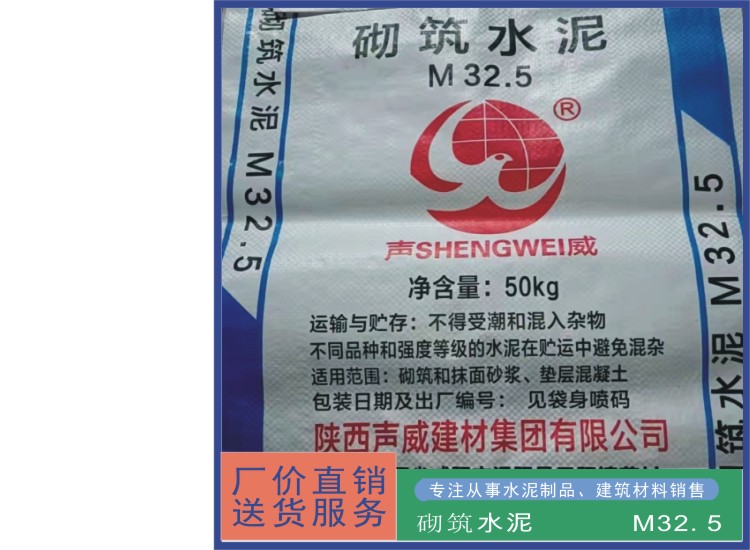 砌筑水泥
M 32.5
砌筑水泥 M32.5
®
声SHENGWEI威
净含量：50kg
运输与贮存：不得受潮和混入杂物
不同品种和强度等级的水泥在贮运中避免混杂
适用范围：砌筑和抹面砂浆、垫层混凝土
包装日期及出厂编号： 见袋身喷码
陕西声威建材集团有限公司
筑水泥 M32.5
厂价直销
送货服务
专注从事水泥制品、建筑材料销售
砌筑水泥 M32.5